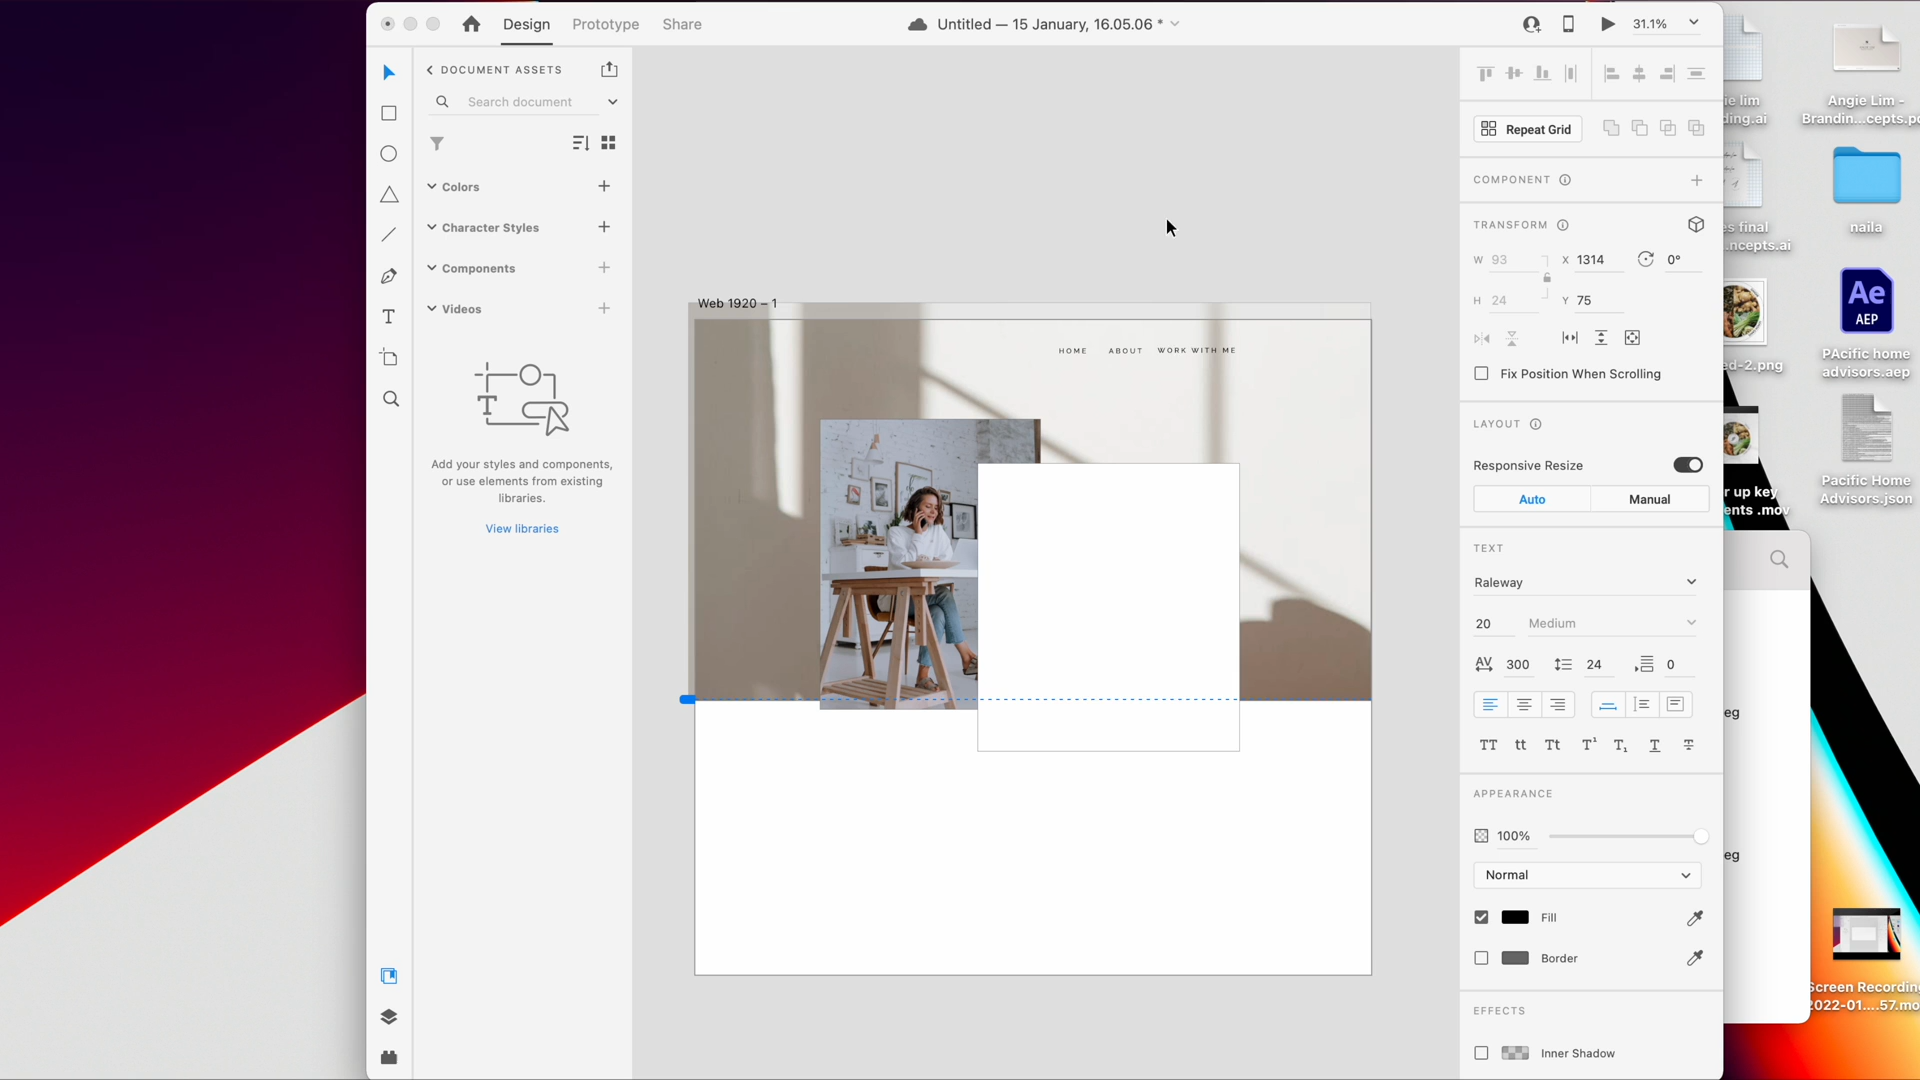 Design
Prototype
Share
Untitled — 15 January, 16.05.06 *
31.1%
DOCUMENT ASSETS
Search document
Colors
Character Styles
Components
Videos
Add your styles and components,
or use elements from existing
libraries.
View libraries
Web 1920 – 1
HOME ABOUT WORK WITH ME
Repeat Grid
COMPONENT
TRANSFORM
W 93 X 1314 0°
H 24 Y 75
Fix Position When Scrolling
LAYOUT
Responsive Resize
Auto Manual
TEXT
Raleway
20 Medium
AV 300 24 0
TT tt Tt T¹ T₁ T T
APPEARANCE
100%
Normal
Fill
Border
EFFECTS
Inner Shadow
ie lim
ding.ai
Angie Lim -
Brandin...cepts.po
es final
.ncepts.ai
naila
Ae
AEP
ed-2.png
PAcific home
advisors.aep
r up key
ents .mov
Pacific Home
Advisors.json
eg
eg
Screen Recording
2022-01....57.mo